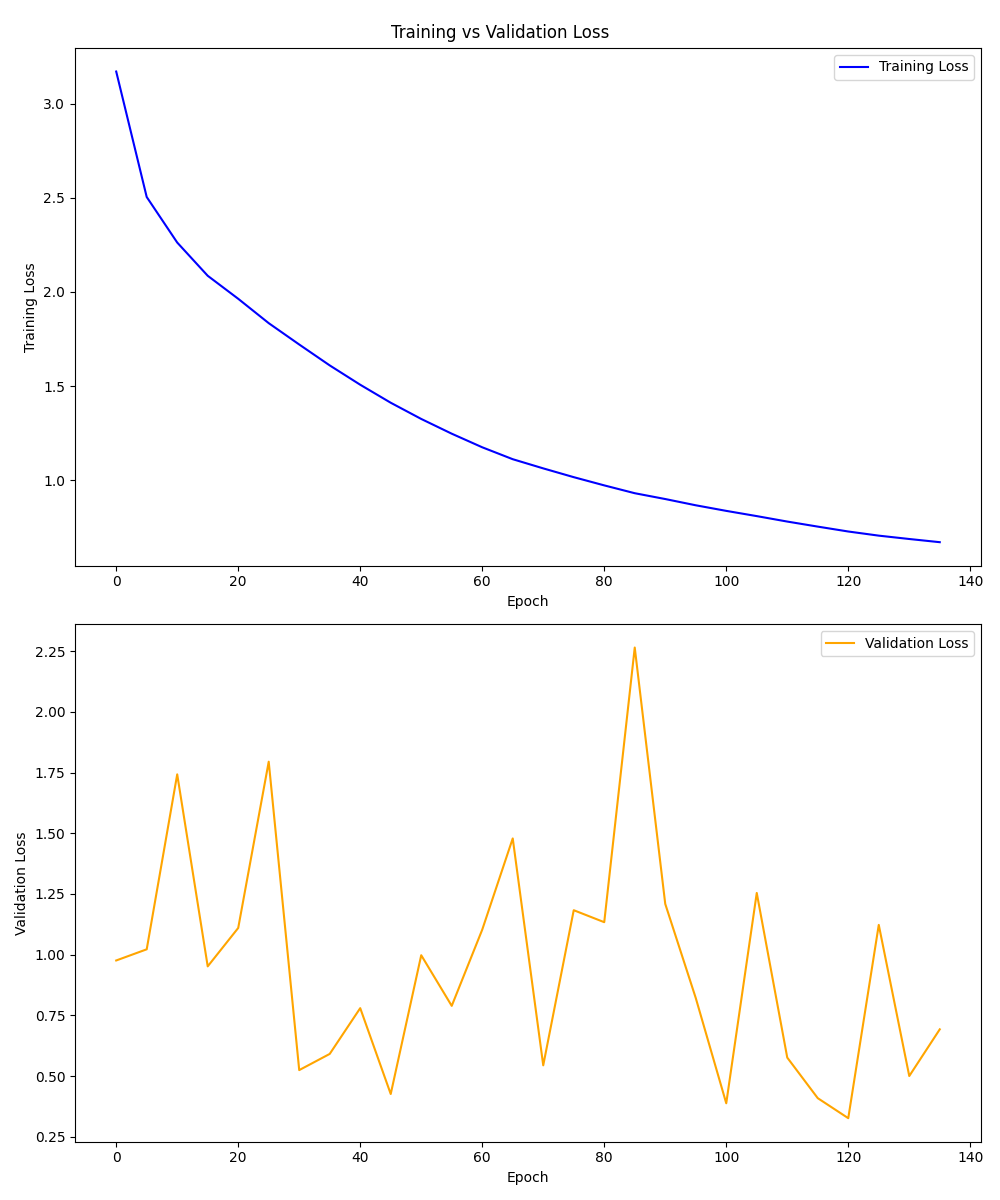 Training vs Validation Loss
Training Loss
3.0
2.5
2.0
1.5
1.0
Training Loss
0 20 40 60 80 100 120 140
Epoch
Validation Loss
2.25
2.00
1.75
1.50
1.25
1.00
0.75
0.50
0.25
Validation Loss
0 20 40 60 80 100 120 140
Epoch